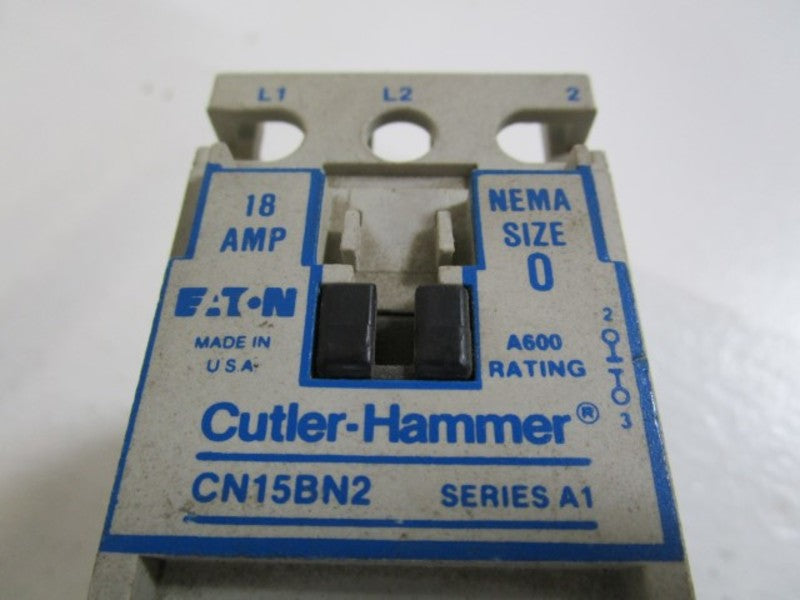 L1 L2 2
18
AMP
NEMA
SIZE
0
EATON
MADE IN
U.S.A.
A600
RATING
2
3
Cutler-Hammer®
CN15BN2 SERIES A1